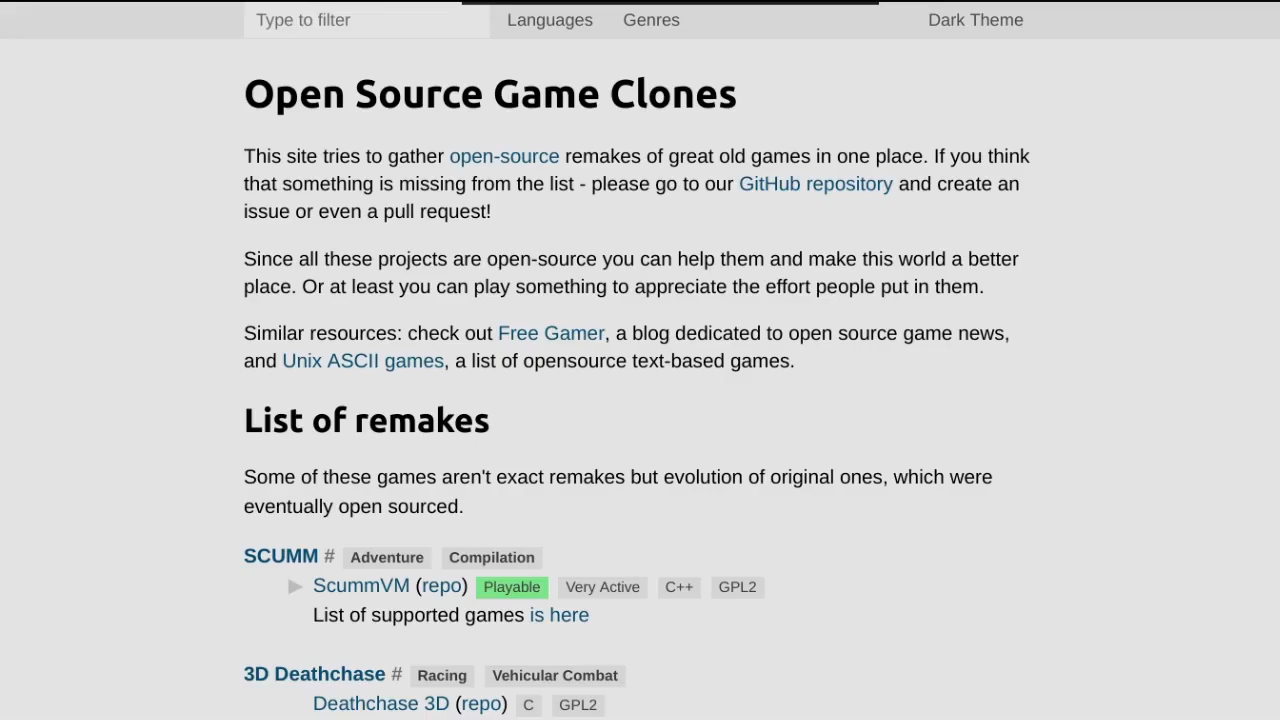 Type to filter Languages Genres Dark Theme
Open Source Game Clones
This site tries to gather open-source remakes of great old games in one place. If you think
that something is missing from the list - please go to our GitHub repository and create an
issue or even a pull request!
Since all these projects are open-source you can help them and make this world a better
place. Or at least you can play something to appreciate the effort people put in them.
Similar resources: check out Free Gamer, a blog dedicated to open source game news,
and Unix ASCII games, a list of opensource text-based games.
List of remakes
Some of these games aren't exact remakes but evolution of original ones, which were
eventually open sourced.
SCUMM # Adventure Compilation
ScummVM (repo) Playable Very Active C++ GPL2
List of supported games is here
3D Deathchase # Racing Vehicular Combat
Deathchase 3D (repo) C GPL2